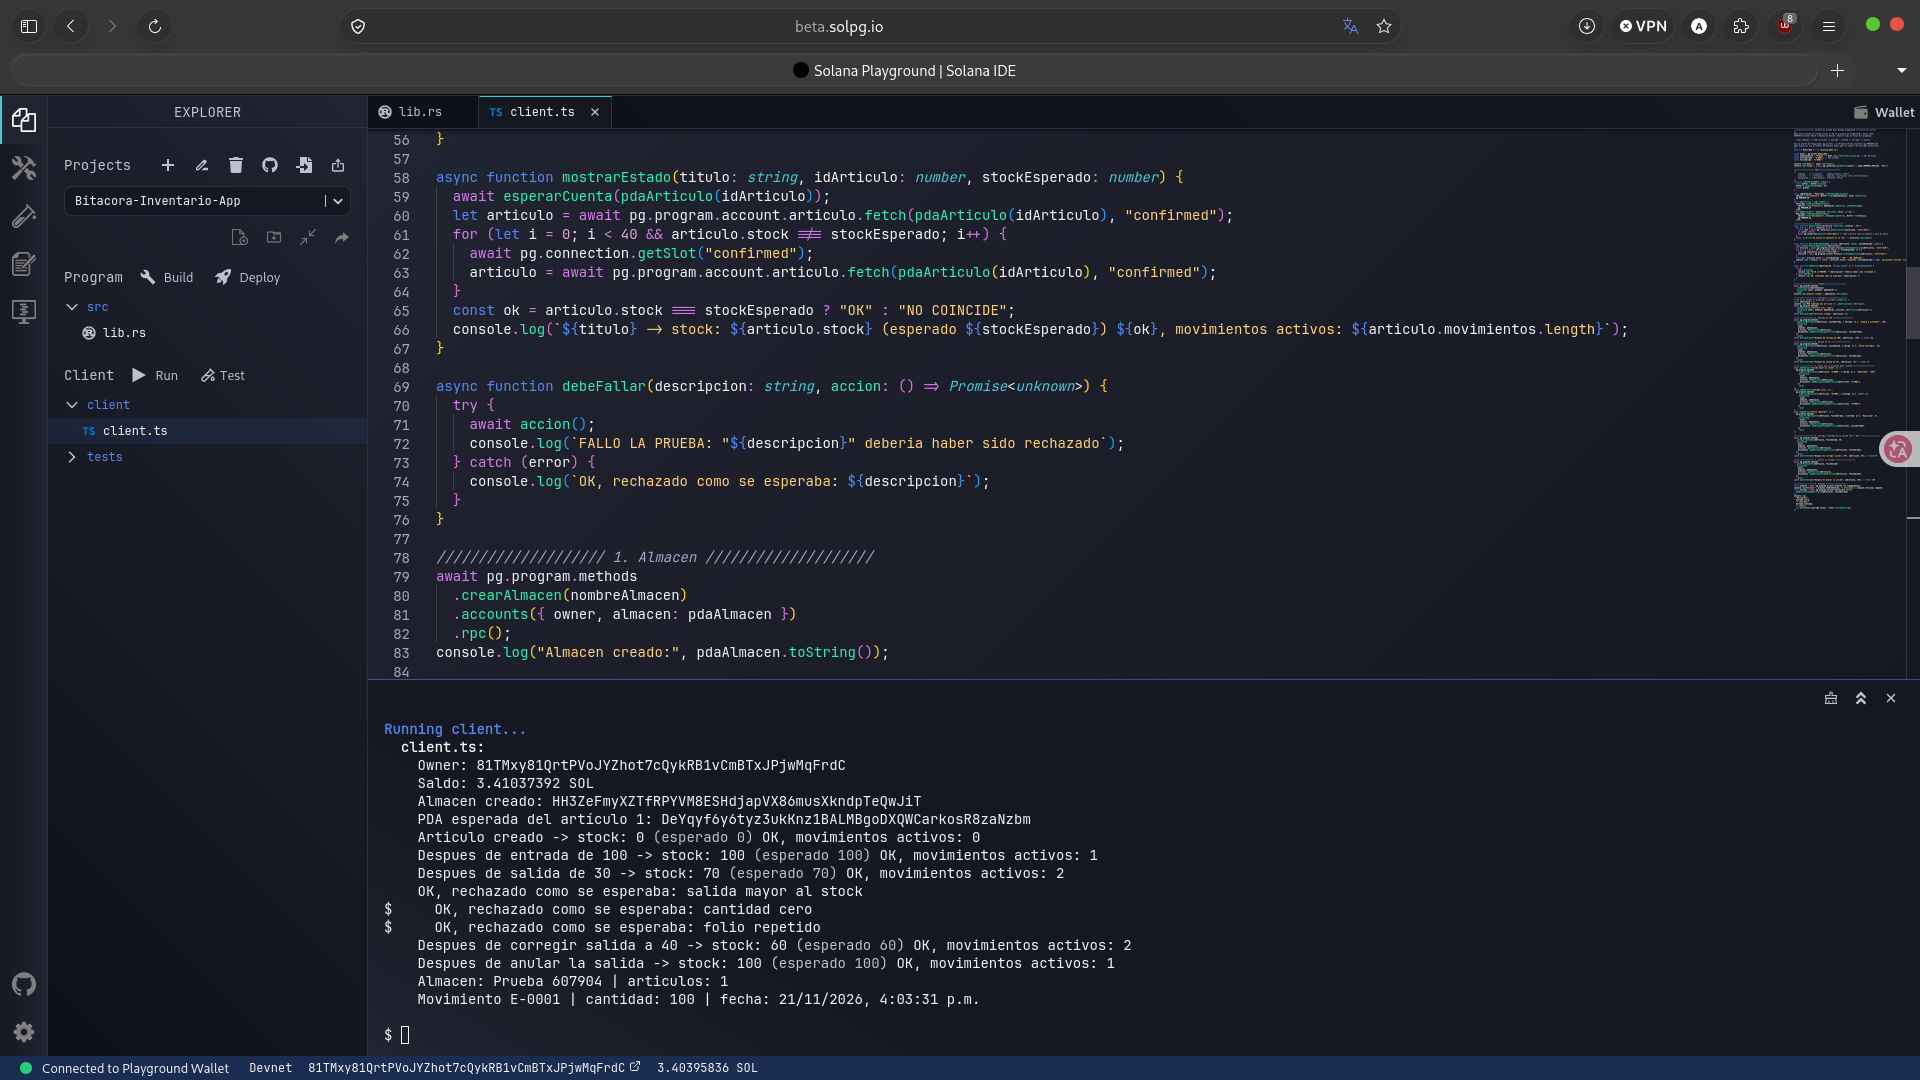 beta.solpg.io
VPN
A
8
Solana Playground | Solana IDE
EXPLORER
lib.rs
TS client.ts
Wallet
Projects
Bitacora-Inventario-App
Program Build Deploy
src
lib.rs
Client Run Test
client
TS client.ts
tests
56 }
57
58 async function mostrarEstado(titulo: string, idArticulo: number, stockEsperado: number) {
59 await esperarCuenta(pdaArticulo(idArticulo));
60 let articulo = await pg.program.account.articulo.fetch(pdaArticulo(idArticulo), "confirmed");
61 for (let i = 0; i < 40 && articulo.stock !== stockEsperado; i++) {
62 await pg.connection.getSlot("confirmed");
63 articulo = await pg.program.account.articulo.fetch(pdaArticulo(idArticulo), "confirmed");
64 }
65 const ok = articulo.stock === stockEsperado ? "OK" : "NO COINCIDE";
66 console.log(`${titulo} -> stock: ${articulo.stock} (esperado ${stockEsperado}) ${ok}, movimientos activos: ${articulo.movimientos.length}`);
67 }
68
69 async function debeFallar(descripcion: string, accion: () => Promise<unknown>) {
70 try {
71 await accion();
72 console.log(`FALLO LA PRUEBA: "${descripcion}" deberia haber sido rechazado`);
73 } catch (error) {
74 console.log(`OK, rechazado como se esperaba: ${descripcion}`);
75 }
76 }
77
78 //////////////////// 1. Almacen ////////////////////
79 await pg.program.methods
80 .crearAlmacen(nombreAlmacen)
81 .accounts({ owner, almacen: pdaAlmacen })
82 .rpc();
83 console.log("Almacen creado:", pdaAlmacen.toString());
84
Running client...
client.ts:
Owner: 81TMxy81QrtPVoJYZhot7cQykRB1vCmBTxJPjwMqFrdC
Saldo: 3.41037392 SOL
Almacen creado: HH3ZeFmyXZTfRPYVM8ESHdjapVX86musXkndpTeQwJiT
PDA esperada del artículo 1: DeYqyf6y6tyz3ukKnz1BALMBgoDXQWCarkosR8zaNzbm
Articulo creado -> stock: 0 (esperado 0) OK, movimientos activos: 0
Despues de entrada de 100 -> stock: 100 (esperado 100) OK, movimientos activos: 1
Despues de salida de 30 -> stock: 70 (esperado 70) OK, movimientos activos: 2
OK, rechazado como se esperaba: salida mayor al stock
$ OK, rechazado como se esperaba: cantidad cero
$ OK, rechazado como se esperaba: folio repetido
Despues de corregir salida a 40 -> stock: 60 (esperado 60) OK, movimientos activos: 2
Despues de anular la salida -> stock: 100 (esperado 100) OK, movimientos activos: 1
Almacen: Prueba 607904 | articulos: 1
Movimiento E-0001 | cantidad: 100 | fecha: 21/11/2026, 4:03:31 p.m.
$
Connected to Playground Wallet Devnet 81TMxy81QrtPVoJYZhot7cQykRB1vCmBTxJPjwMqFrdC 3.40395836 SOL